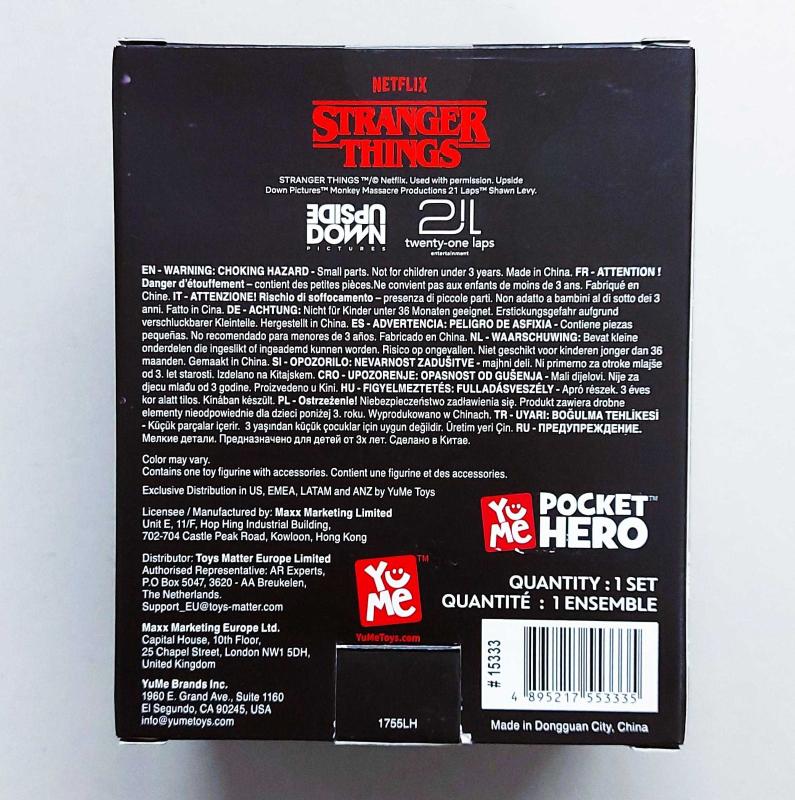 NETFLIX
STRANGER
THINGS
STRANGER THINGS ™/© Netflix. Used with permission. Upside
Down Pictures™ Monkey Massacre Productions 21 Laps™ Shawn Levy.
UPSIDE
DOWN
PICTURES
21L
twenty-one laps
entertainment
EN - WARNING: CHOKING HAZARD - Small parts. Not for children under 3 years. Made in China. FR - ATTENTION !
Danger d'étouffement – contient des petites pièces.Ne convient pas aux enfants de moins de 3 ans. Fabriqué en
Chine. IT - ATTENZIONE! Rischio di soffocamento – presenza di piccole parti. Non adatto a bambini al di sotto dei 3
anni. Fatto in Cina. DE - ACHTUNG: Nicht für Kinder unter 36 Monaten geeignet. Erstickungsgefahr aufgrund
verschluckbarer Kleinteile. Hergestellt in China. ES - ADVERTENCIA: PELIGRO DE ASFIXIA - Contiene piezas
pequeñas. No recomendado para menores de 3 años. Fabricado en China. NL - WAARSCHUWING: Bevat kleine
onderdelen die ingeslikt of ingeademd kunnen worden. Risico op ongevallen. Niet geschikt voor kinderen jonger dan 36
maanden. Gemaakt in China. SI - OPOZORILO: NEVARNOST ZADUŠITVE - majhni deli. Ni primerno za otroke mlajše
od 3. let starosti. Izdelano na Kitajskem. CRO - UPOZORENJE: OPASNOST OD GUŠENJA - Mali dijelovi. Nije za
djecu mlađu od 3 godine. Proizvedeno u Kini. HU - FIGYELMEZTETÉS: FULLADÁSVESZÉLY - Apró részek. 3 éves
kor alatt tilos. Kínában készült. PL - Ostrzeżenie! Niebezpieczeństwo zadławienia się. Produkt zawiera drobne
elementy nieodpowiednie dla dzieci poniżej 3. roku. Wyprodukowano w Chinach. TR - UYARI: BOĞULMA TEHLİKESİ
- Küçük parçalar içerir. 3 yaşından küçük çocuklar için uygun değildir. Üretim yeri Çin. RU - ПРЕДУПРЕЖДЕНИЕ.
Мелкие детали. Предназначено для детей от 3х лет. Сделано в Китае.
Color may vary.
Contains one toy figurine with accessories. Contient une figurine et des accessories.
Exclusive Distribution in US, EMEA, LATAM and ANZ by YuMe Toys
Licensee / Manufactured by: Maxx Marketing Limited
Unit E, 11/F, Hop Hing Industrial Building,
702-704 Castle Peak Road, Kowloon, Hong Kong
Distributor: Toys Matter Europe Limited
Authorised Representative: AR Experts,
P.O Box 5047, 3620 - AA Breukelen,
The Netherlands.
Support_EU@toys-matter.com
Maxx Marketing Europe Ltd.
Capital House, 10th Floor,
25 Chapel Street, London NW1 5DH,
United Kingdom
YuMe Brands Inc.
1960 E. Grand Ave., Suite 1160
El Segundo, CA 90245, USA
info@yumetoys.com
YuMe ™
YuMeToys.com
1755LH
YuMe POCKET HERO ™
QUANTITY : 1 SET
QUANTITÉ : 1 ENSEMBLE
#15333
4 895217 553335
Made in Dongguan City, China